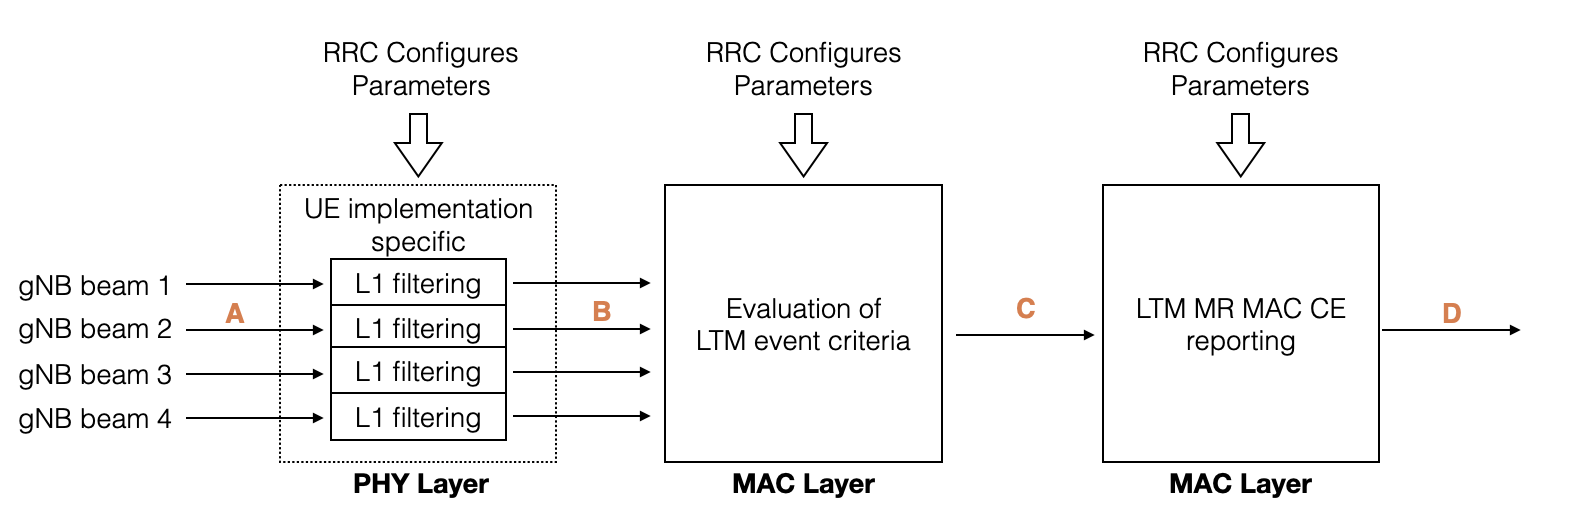 RRC Configures
Parameters
RRC Configures
Parameters
RRC Configures
Parameters
UE implementation
specific
gNB beam 1
gNB beam 2
gNB beam 3
gNB beam 4
A
L1 filtering
L1 filtering
L1 filtering
L1 filtering
B
Evaluation of
LTM event criteria
C
LTM MR MAC CE
reporting
D
PHY Layer
MAC Layer
MAC Layer